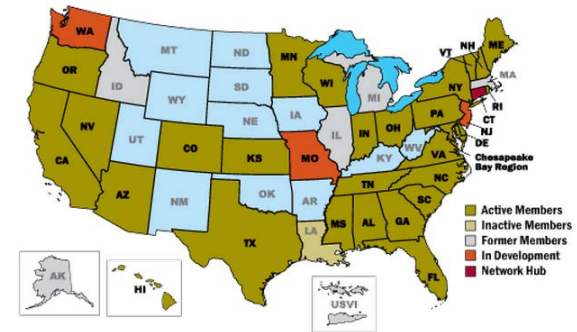 WA
MT
ND
MN
VT
NH
ME
OR
ID
SD
WI
MI
NY
MA
RI
WY
IA
PA
CT
NJ
NV
UT
NE
IL
IN
OH
DE
CA
CO
KS
MO
KY
WV
VA
Chesapeake
Bay Region
AZ
NM
OK
AR
TN
NC
SC
TX
LA
MS
AL
GA
FL
AK
HI
USVI
Active Members
Inactive Members
Former Members
In Development
Network Hub